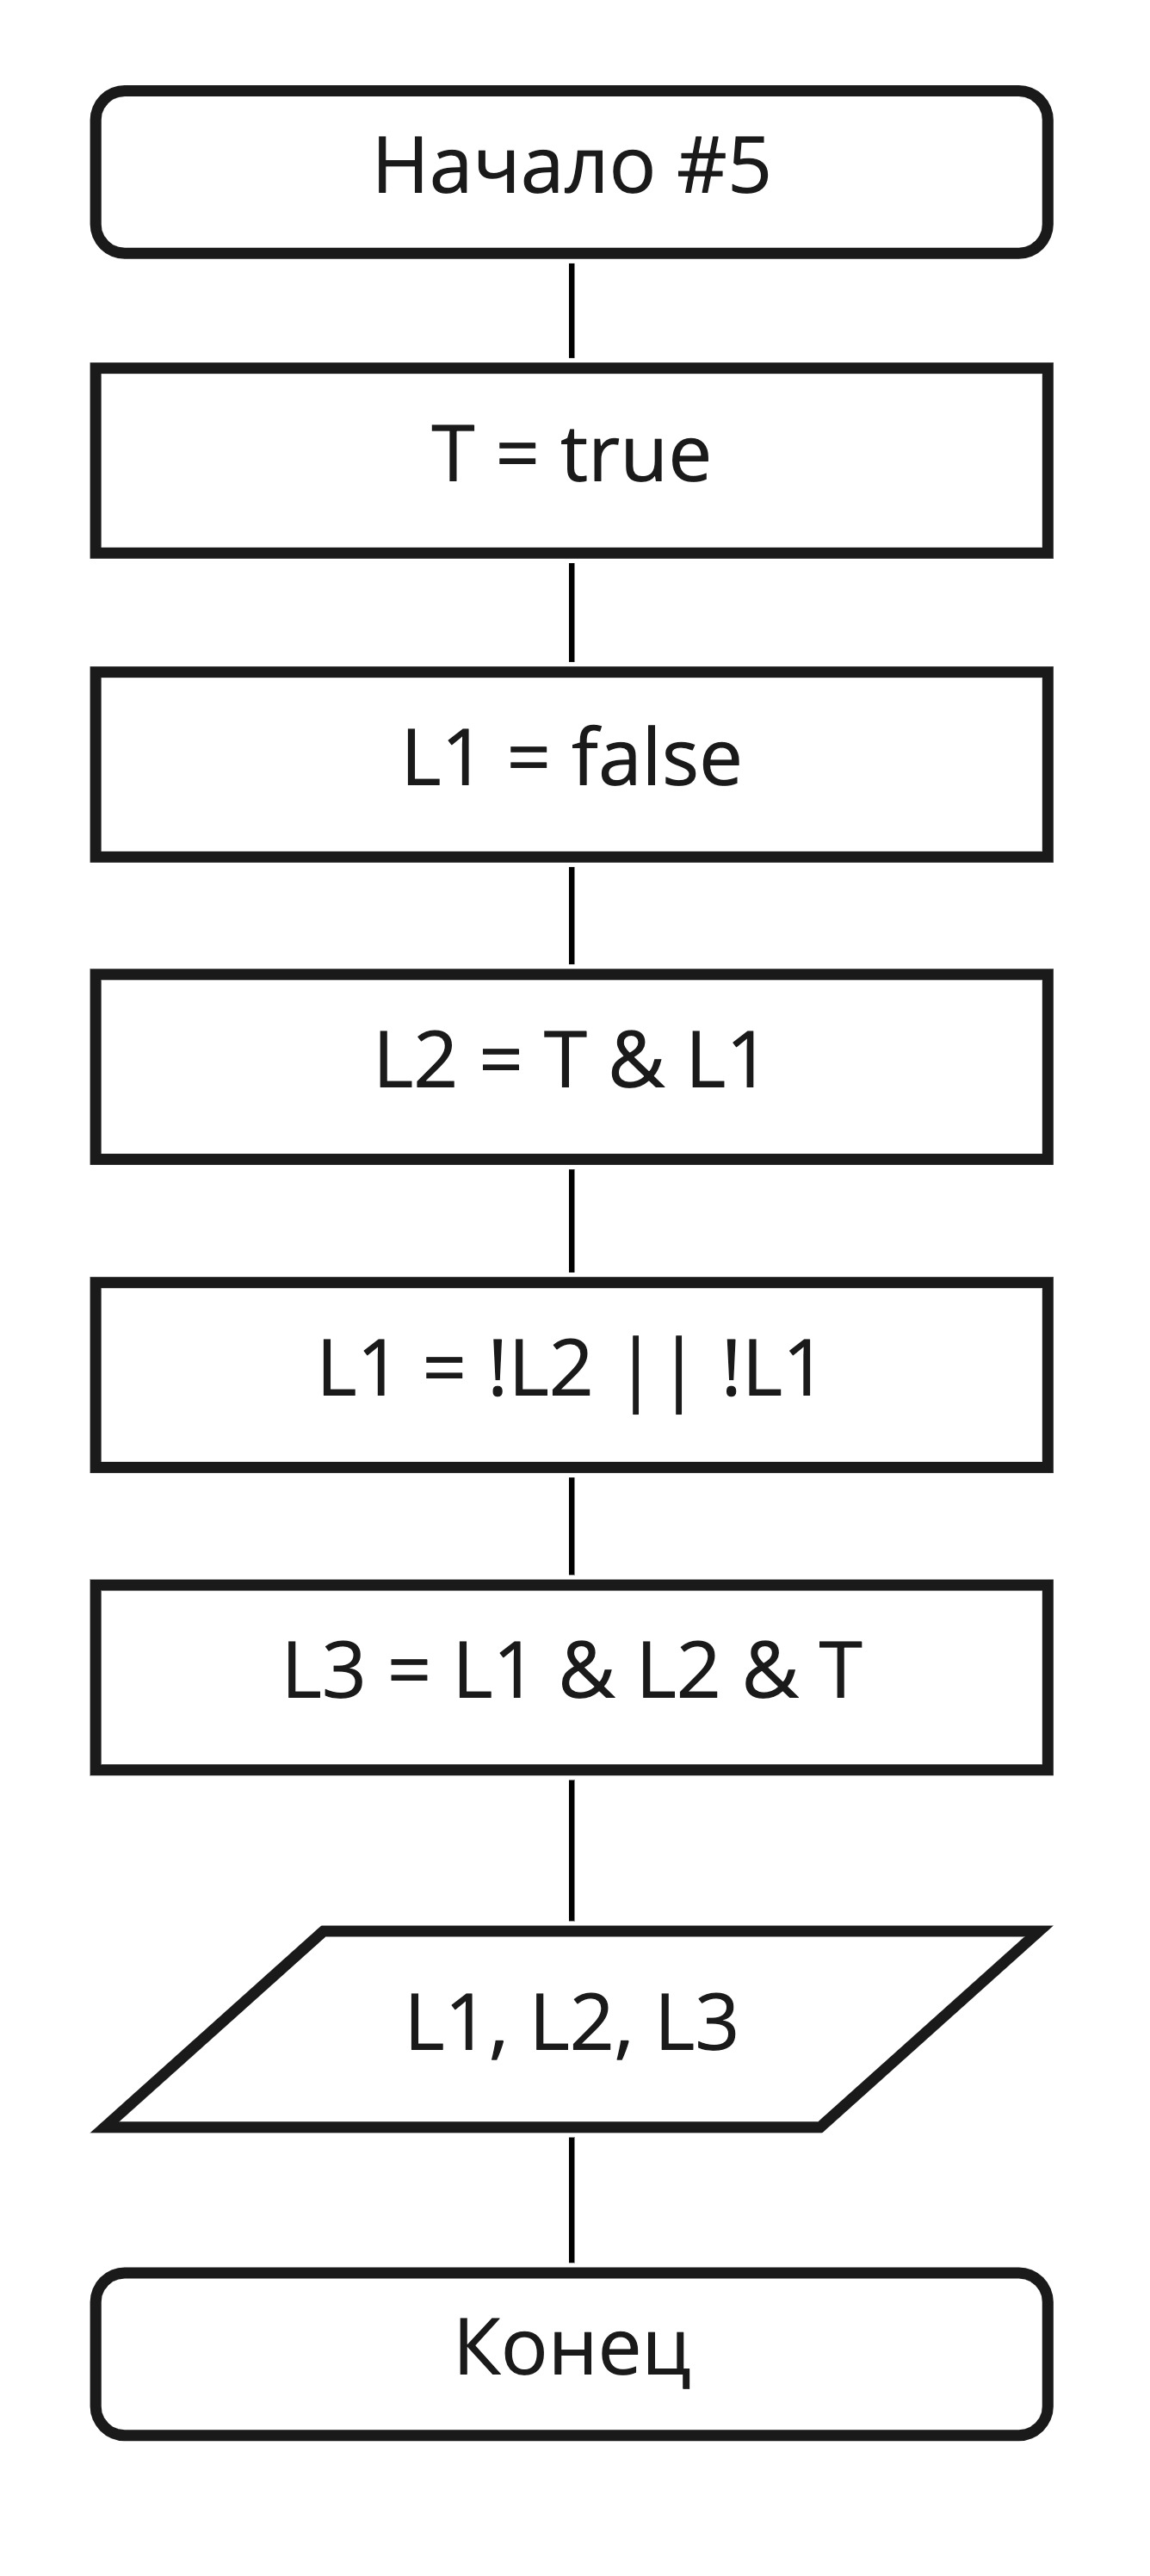 Начало #5
T = true
L1 = false
L2 = T & L1
L1 = !L2 || !L1
L3 = L1 & L2 & T
L1, L2, L3
Конец